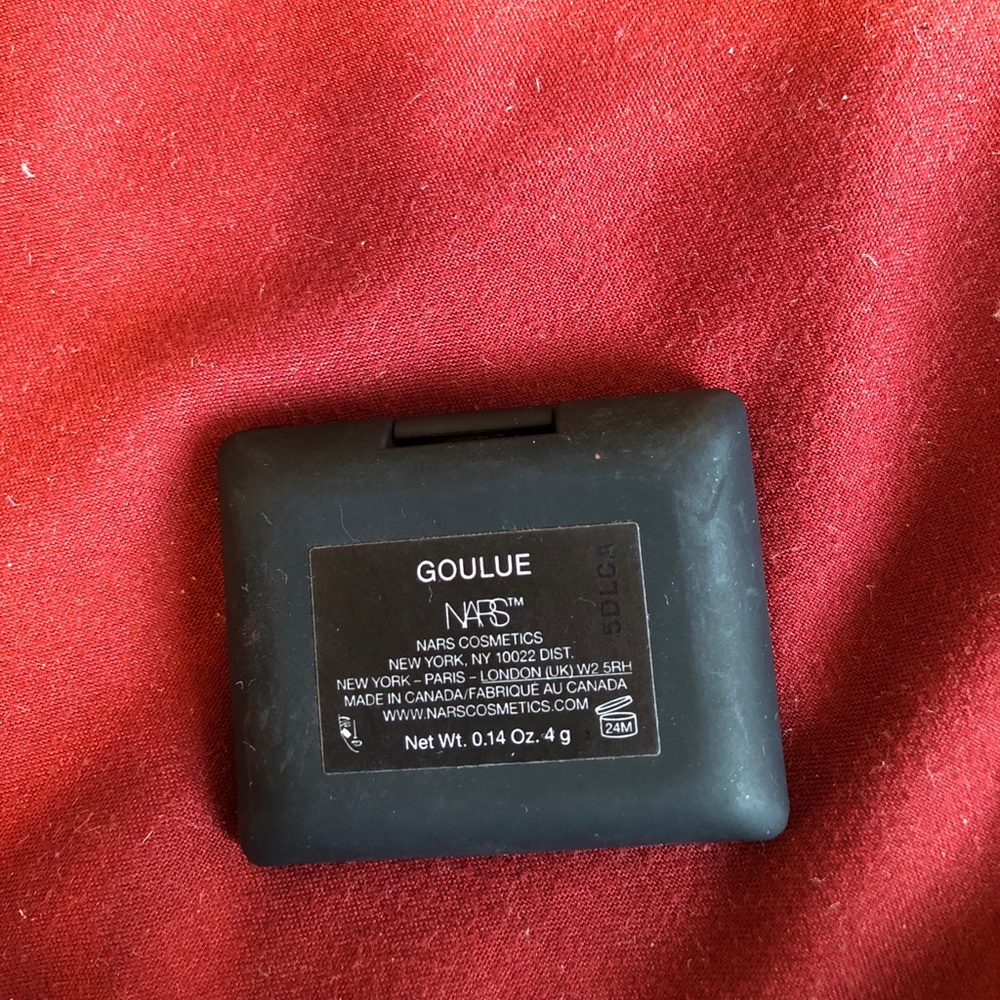 GOULUE
NARS™
NARS COSMETICS
NEW YORK, NY 10022 DIST.
NEW YORK – PARIS – LONDON (UK) W2 5RH
MADE IN CANADA/FABRIQUÉ AU CANADA
WWW.NARSCOSMETICS.COM
24M
Net Wt. 0.14 Oz. 4 g
5DLCA